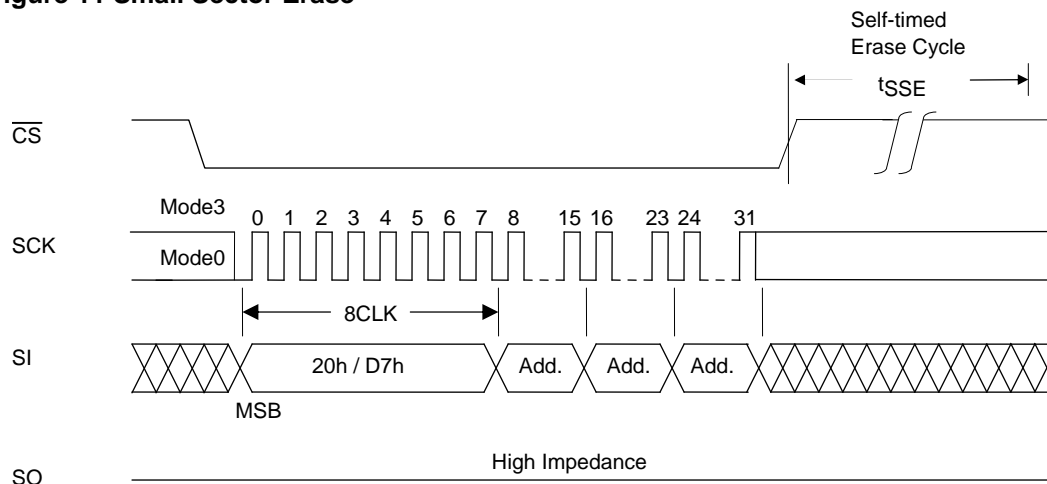 Figure 11 Small Sector Erase
Self-timed
Erase Cycle
tSSE
CS
Mode3
0 1 2 3 4 5 6 7 8 15 16 23 24 31
SCK
Mode0
8CLK
SI
20h / D7h
Add.
Add.
Add.
MSB
High Impedance
SO